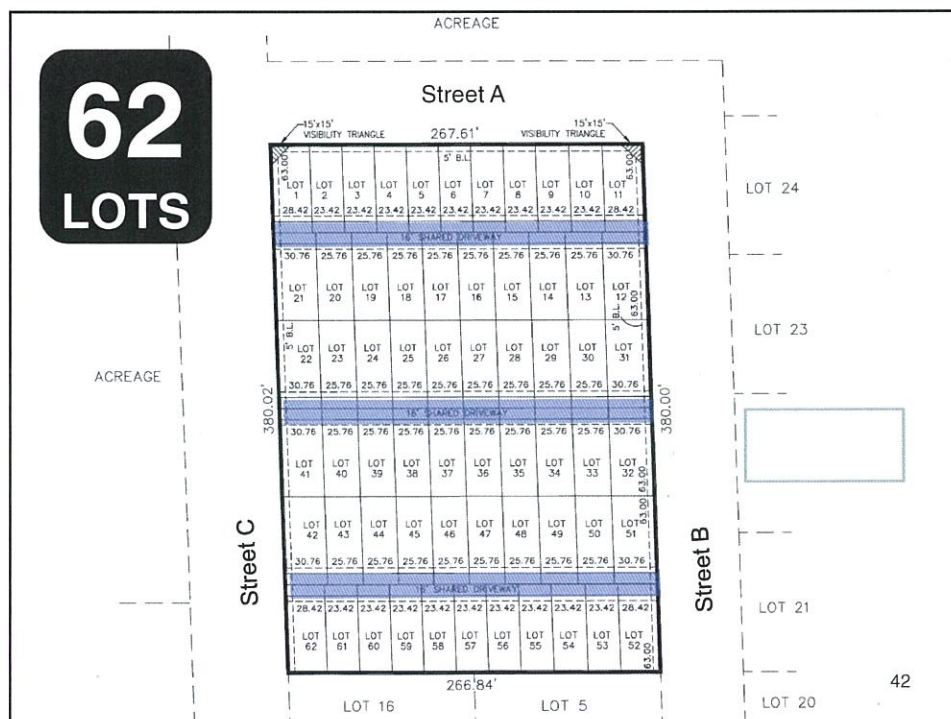 ACREAGE
62
LOTS
Street A
15'x15'
VISIBILITY TRIANGLE
267.61'
15'x15'
VISIBILITY TRIANGLE
5' B.L.
63.00
63.00
LOT 1 LOT 2 LOT 3 LOT 4 LOT 5 LOT 6 LOT 7 LOT 8 LOT 9 LOT 10 LOT 11
28.42 23.42 23.42 23.42 23.42 23.42 23.42 23.42 23.42 23.42 28.42
16' SHARED DRIVEWAY
30.76 25.76 25.76 25.76 25.76 25.76 25.76 25.76 25.76 30.76
LOT 21 LOT 20 LOT 19 LOT 18 LOT 17 LOT 16 LOT 15 LOT 14 LOT 13 LOT 12
63.00
5' B.L.
5' B.L.
LOT 22 LOT 23 LOT 24 LOT 25 LOT 26 LOT 27 LOT 28 LOT 29 LOT 30 LOT 31
30.76 25.76 25.76 25.76 25.76 25.76 25.76 25.76 25.76 30.76
16' SHARED DRIVEWAY
380.02'
380.00'
30.76 25.76 25.76 25.76 25.76 25.76 25.76 25.76 25.76 30.76
LOT 41 LOT 40 LOT 39 LOT 38 LOT 37 LOT 36 LOT 35 LOT 34 LOT 33 LOT 32
63.00
63.00
LOT 42 LOT 43 LOT 44 LOT 45 LOT 46 LOT 47 LOT 48 LOT 49 LOT 50 LOT 51
30.76 25.76 25.76 25.76 25.76 25.76 25.76 25.76 25.76 30.76
16' SHARED DRIVEWAY
28.42 23.42 23.42 23.42 23.42 23.42 23.42 23.42 23.42 28.42
LOT 62 LOT 61 LOT 60 LOT 59 LOT 58 LOT 57 LOT 56 LOT 55 LOT 54 LOT 53 LOT 52
63.00
266.84'
Street C
Street B
ACREAGE
LOT 24
LOT 23
LOT 21
LOT 20
LOT 16
LOT 5
42